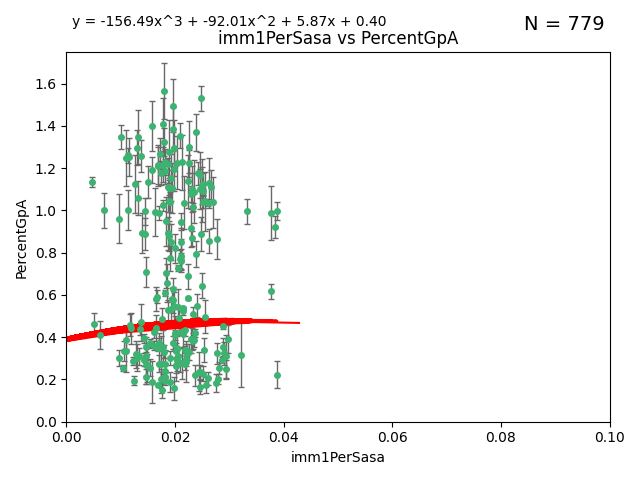 y = -156.49x^3 + -92.01x^2 + 5.87x + 0.40
N = 779
imm1PerSasa vs PercentGpA
PercentGpA
1.6
1.4
1.2
1.0
0.8
0.6
0.4
0.2
0.0
0.00 0.02 0.04 0.06 0.08 0.10
imm1PerSasa